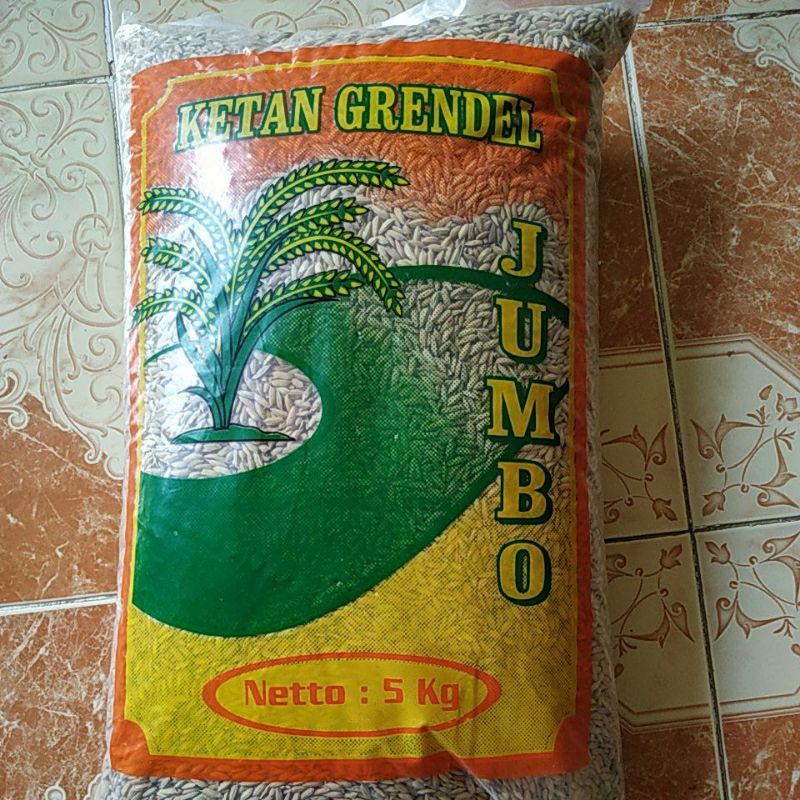 KETAN GRENDEL
JUMBO
Netto : 5 Kg